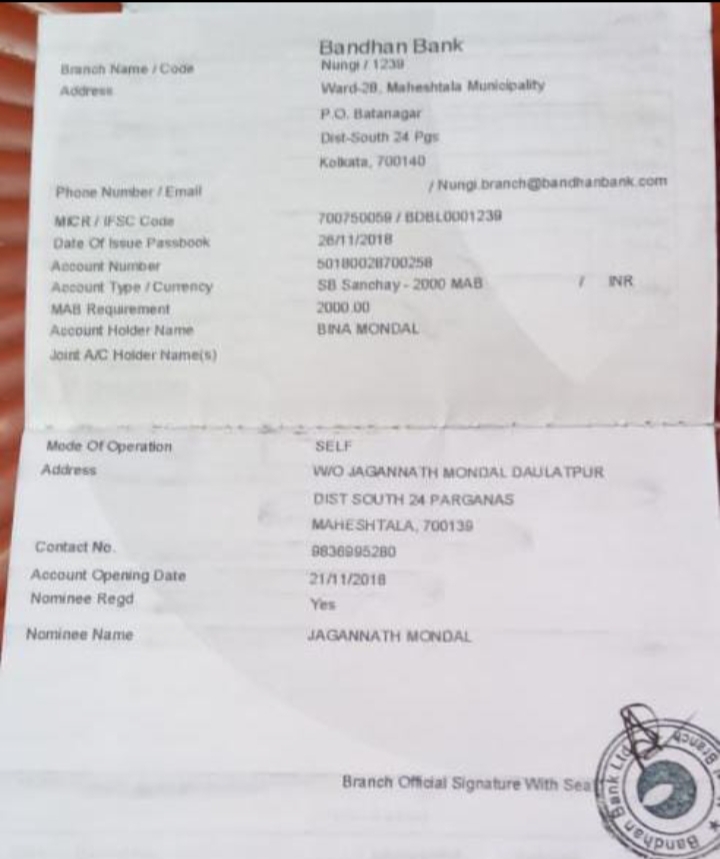 Bandhan Bank
Branch Name / Code Nungi / 1239
Address Ward-28, Maheshtala Municipality
P.O. Batanagar
Dist-South 24 Pgs
Kolkata, 700140
Phone Number / Email / Nungi.branch@bandhanbank.com
MICR / IFSC Code 700750059 / BDBL0001239
Date Of Issue Passbook 26/11/2018
Account Number 50180028700258
Account Type / Currency SB Sanchay - 2000 MAB / INR
MAB Requirement 2000.00
Account Holder Name BINA MONDAL
Joint A/C Holder Name(s)
Mode Of Operation SELF
Address W/O JAGANNATH MONDAL DAULATPUR
DIST SOUTH 24 PARGANAS
MAHESHTALA, 700139
Contact No. 9836995280
Account Opening Date 21/11/2018
Nominee Regd Yes
Nominee Name JAGANNATH MONDAL
Branch Official Signature With Seal
Bandhan Bank Ltd
Branch